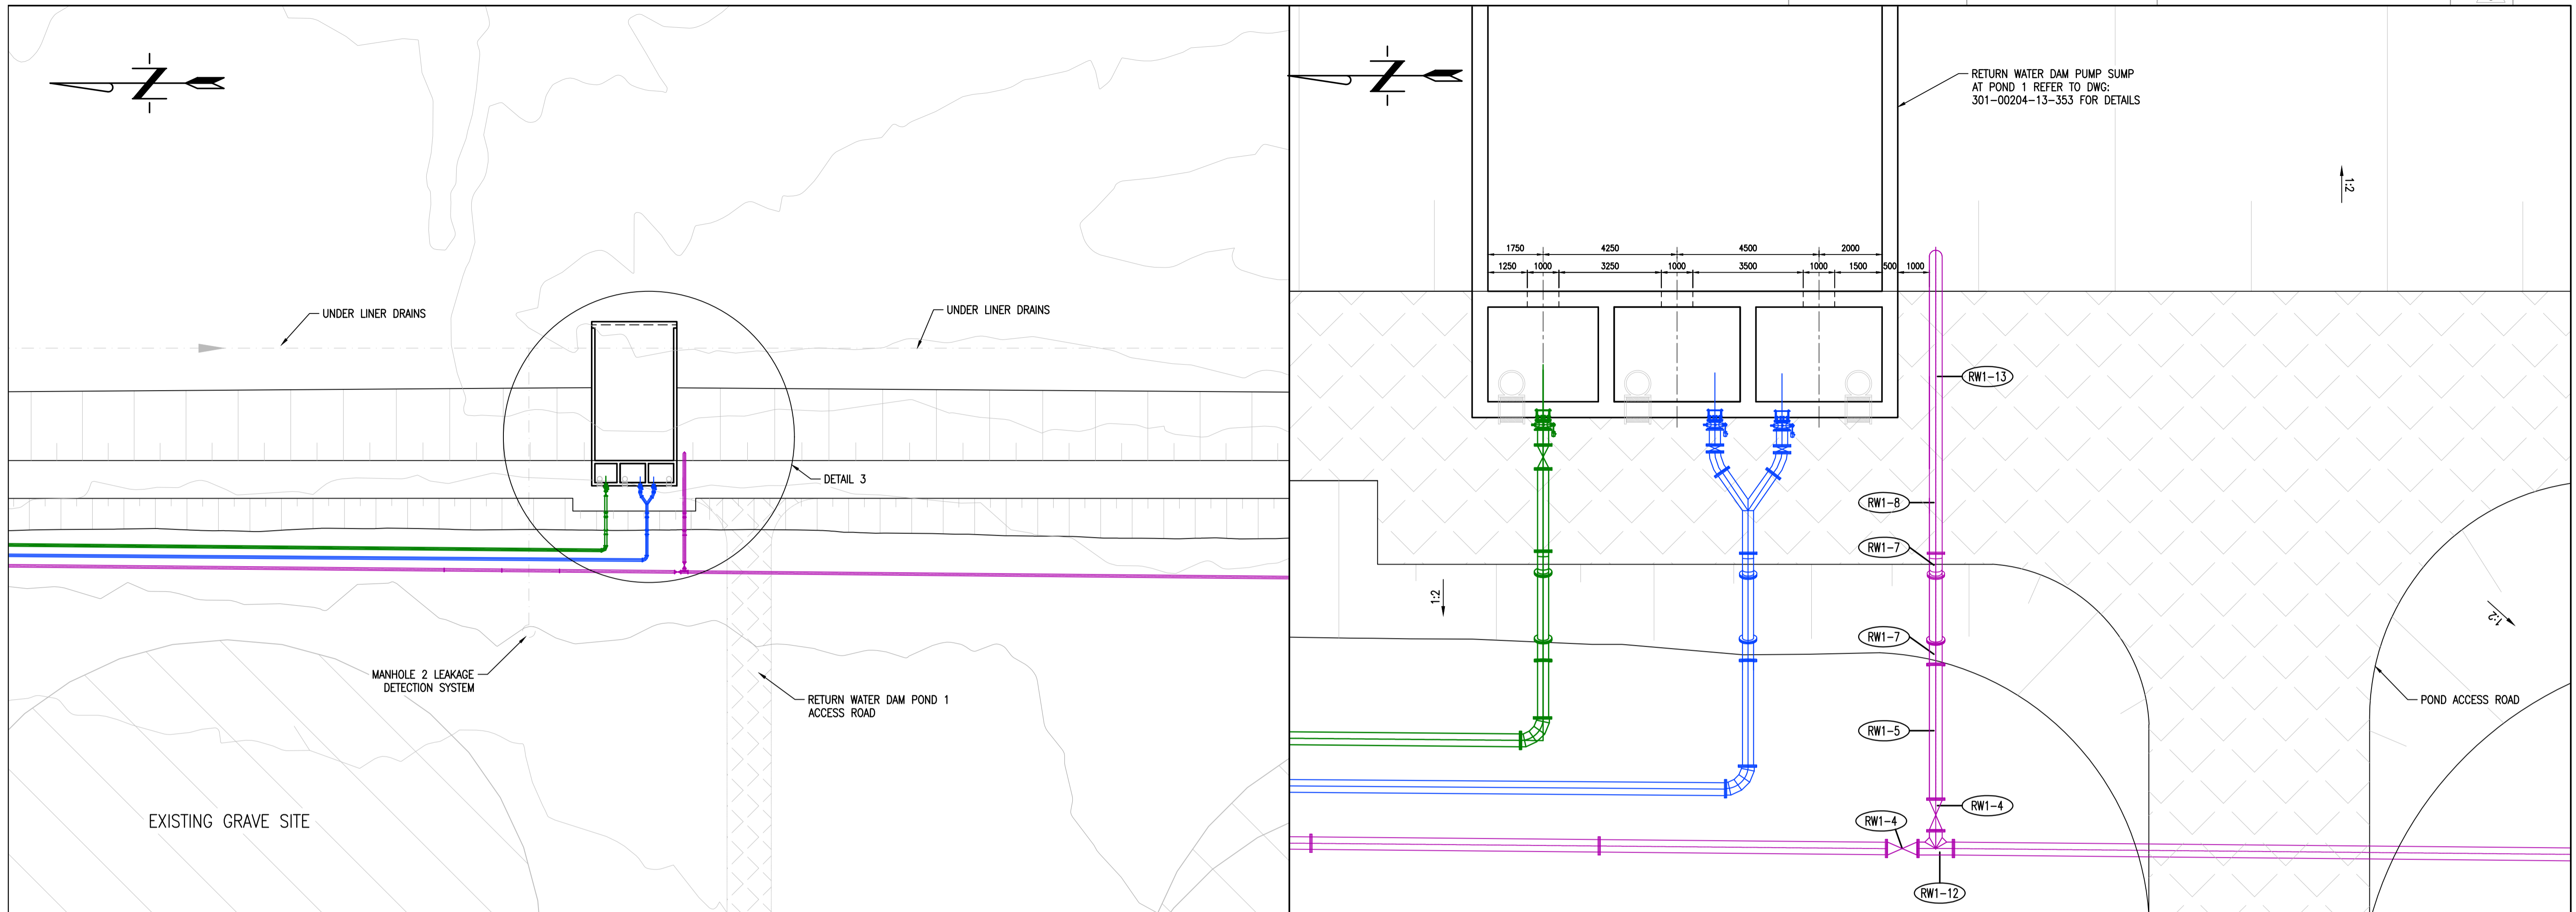 UNDER LINER DRAINS
UNDER LINER DRAINS
DETAIL 3
MANHOLE 2 LEAKAGE
DETECTION SYSTEM
RETURN WATER DAM POND 1
ACCESS ROAD
EXISTING GRAVE SITE
N
N
RETURN WATER DAM PUMP SUMP
AT POND 1 REFER TO DWG:
301-00204-13-353 FOR DETAILS
1:2
1750 4250 4500 2000
1250 1000 3250 1000 3500 1000 1500 500 1000
RW1-13
RW1-8
RW1-7
1:2
1:2
RW1-7
POND ACCESS ROAD
RW1-5
RW1-4
RW1-4
RW1-12